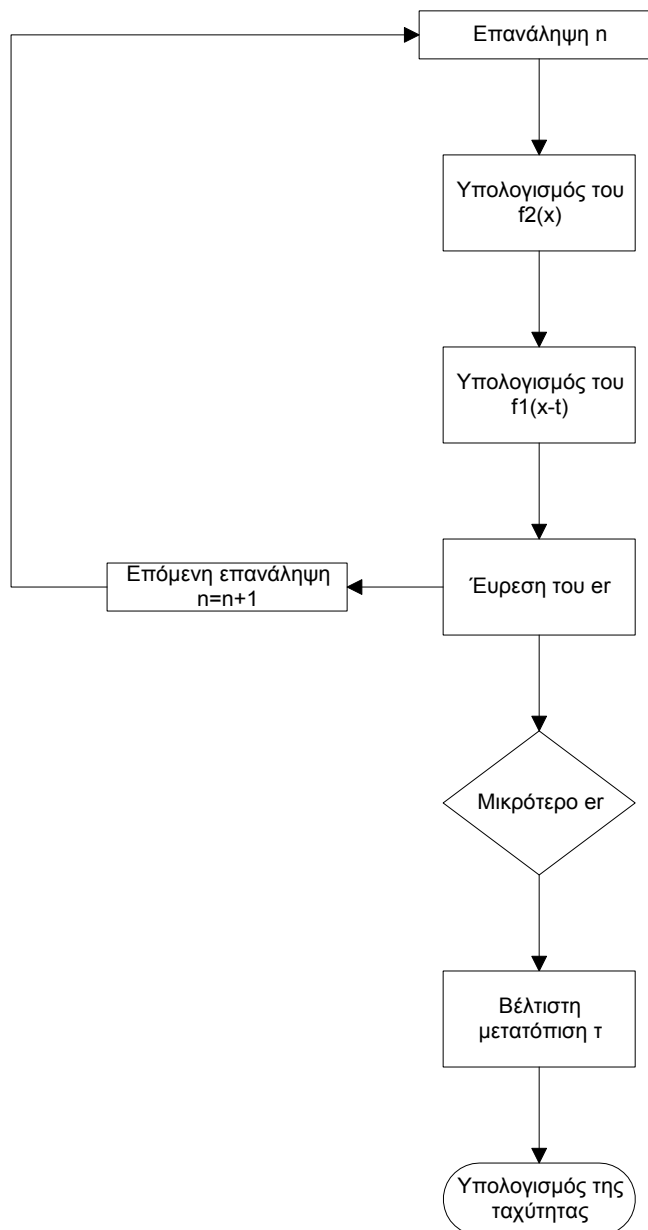 Επανάληψη n
Υπολογισμός του
f2(x)
Υπολογισμός του
f1(x-t)
Επόμενη επανάληψη
n=n+1
Έυρεση του er
Μικρότερο er
Βέλτιστη
μετατόπιση τ
Υπολογισμός της
ταχύτητας